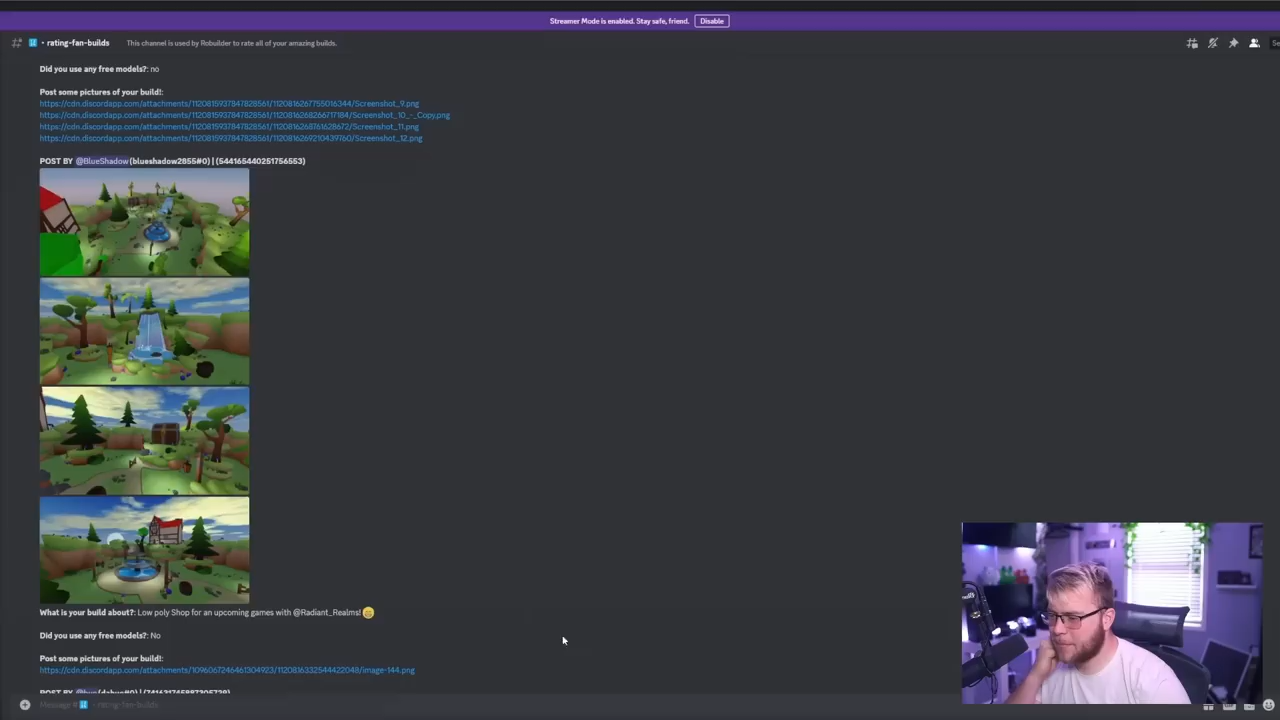 Streamer Mode is enabled. Stay safe, friend. Disable
rating-fan-builds This channel is used by Robuilder to rate all of your amazing builds.
Did you use any free models?: no
Post some pictures of your build!:
https://cdn.discordapp.com/attachments/1120815937847828561/1120816267755016344/Screenshot_9.png
https://cdn.discordapp.com/attachments/1120815937847828561/1120816268266717184/Screenshot_10_-_Copy.png
https://cdn.discordapp.com/attachments/1120815937847828561/1120816268761628672/Screenshot_11.png
https://cdn.discordapp.com/attachments/1120815937847828561/1120816269210439760/Screenshot_12.png
POST BY @BlueShadow(blueshadow2855#0) | (544165440251756553)
What is your build about?: Low poly Shop for an upcoming games with @Radiant_Realms!
Did you use any free models?: No
Post some pictures of your build!:
https://cdn.discordapp.com/attachments/1096067246461304923/1120816332544422048/image-144.png
POST BY
Message # rating-fan-builds